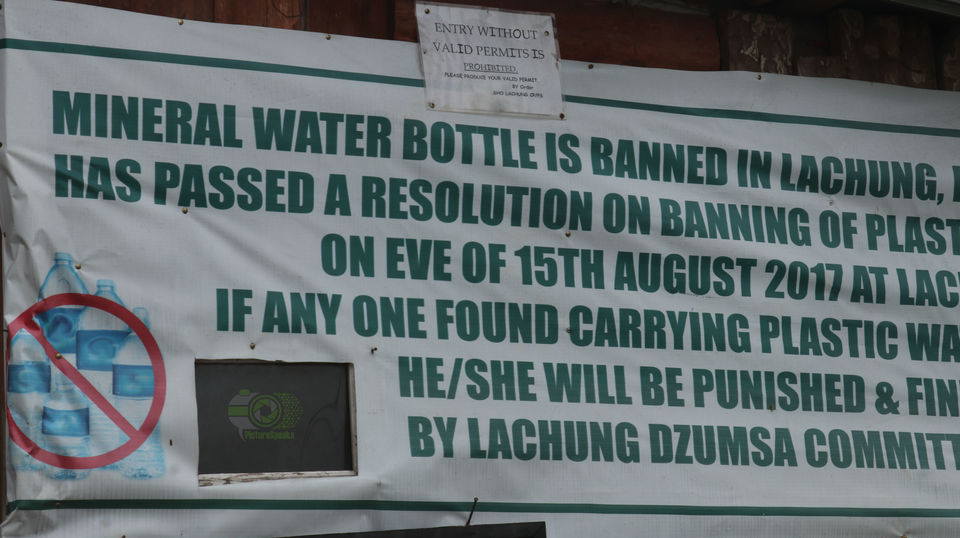 ENTRY WITHOUT
VALID PERMITS IS
PROHIBITED.
PLEASE PRODUCE YOUR VALID PERMIT.
BY Order
MINERAL WATER BOTTLE IS BANNED IN LACHUNG,
HAS PASSED A RESOLUTION ON BANNING OF PLAST
ON EVE OF 15TH AUGUST 2017 AT LAC
IF ANY ONE FOUND CARRYING PLASTIC WA
HE/SHE WILL BE PUNISHED & FIN
BY LACHUNG DZUMSA COMMITT
PictureSpeaks